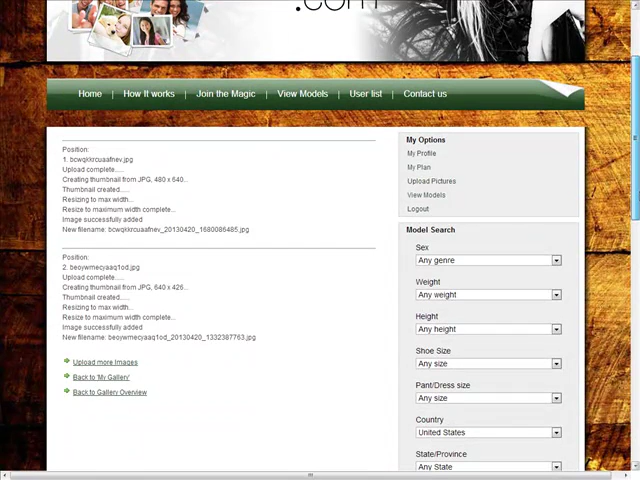 .com
Home | How It works | Join the Magic | View Models | User list | Contact us
Position:
1. bcwqkkrcuaafnev.jpg
Upload complete.....
Creating thumbnail from JPG, 480 x 640...
Thumbnail created.....
Resizing to max width...
Resize to maximum width complete...
Image successfully added
New filename: bcwqkkrcuaafnev_20130420_1680086485.jpg
Position:
2. beoywmecyaaq1od.jpg
Upload complete.....
Creating thumbnail from JPG, 640 x 426...
Thumbnail created.....
Resizing to max width...
Resize to maximum width complete...
Image successfully added
New filename: beoywmecyaaq1od_20130420_1332387763.jpg
Upload more Images
Back to 'My Gallery'
Back to Gallery Overview
My Options
My Profile
My Plan
Upload Pictures
View Models
Logout
Model Search
Sex
Any genre
Weight
Any weight
Height
Any height
Shoe Size
Any size
Pant/Dress size
Any size
Country
United States
State/Province
Any State